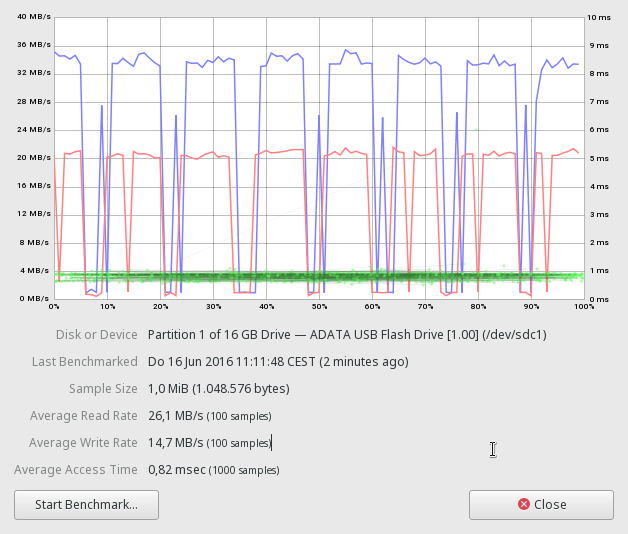 40 MB/s 10 ms
36 MB/s 9 ms
32 MB/s 8 ms
28 MB/s 7 ms
24 MB/s 6 ms
20 MB/s 5 ms
16 MB/s 4 ms
12 MB/s 3 ms
8 MB/s 2 ms
4 MB/s 1 ms
0 MB/s 0 ms
0% 10% 20% 30% 40% 50% 60% 70% 80% 90% 100%
Disk or Device Partition 1 of 16 GB Drive — ADATA USB Flash Drive [1.00] (/dev/sdc1)
Last Benchmarked Do 16 Jun 2016 11:11:48 CEST (2 minutes ago)
Sample Size 1,0 MiB (1.048.576 bytes)
Average Read Rate 26,1 MB/s (100 samples)
Average Write Rate 14,7 MB/s (100 samples)
Average Access Time 0,82 msec (1000 samples)
Start Benchmark... Close